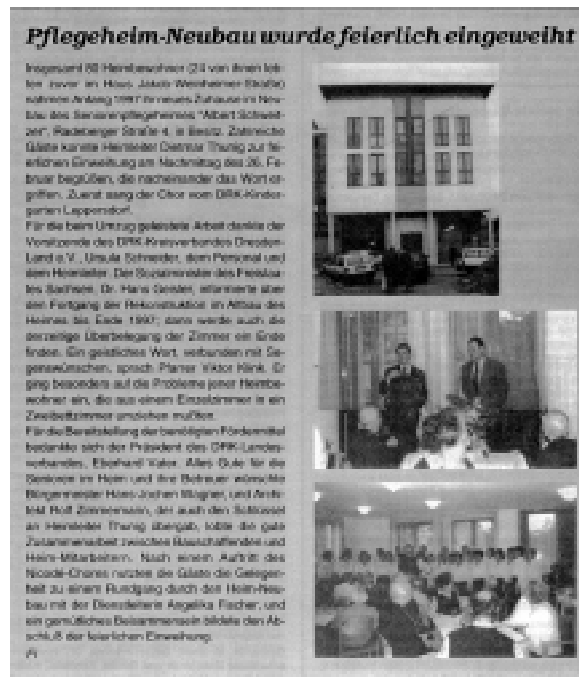 Pflegeheim-Neubau wurde feierlich eingeweiht
Insgesamt 80 Heimbewohner (24 von ihnen leb-
ten zuvor im Haus Jakob-Weinheimer-Straße)
nahmen Anfang 1997 ihr neues Zuhause im Neu-
bau des Seniorenpflegeheimes "Albert Schweit-
zer", Radeberger Straße 4, in Besitz. Zahlreiche
Gäste konnte Heimleiter Dietmar Thunig zur fei-
erlichen Einweihung am Nachmittag des 26. Fe-
bruar begrüßen, die nacheinander das Wort er-
griffen. Zuerst sang der Chor vom DRK-Kinder-
garten Leppersdorf.
Für die beim Umzug geleistete Arbeit dankte der
Vorsitzende des DRK-Kreisverbandes Dresden-
Land e.V., Ursula Schneider, dem Personal und
dem Heimleiter. Der Sozialminister des Freistaa-
tes Sachsen, Dr. Hans Geisler, informierte über
den Fortgang der Rekonstruktion im Altbau des
Heimes bis Ende 1997; dann werde auch die
derzeitige Überbelegung der Zimmer ein Ende
finden. Ein geistliches Wort, verbunden mit Se-
genswünschen, sprach Pfarrer Viktor Klink. Er
ging besonders auf die Probleme jener Heimbe-
wohner ein, die aus einem Einzelzimmer in ein
Zweibettzimmer umziehen mußten.
Für die Bereitstellung der benötigten Fördermittel
bedankte sich der Präsident des DRK-Landes-
verbandes, Eberhard Vater. Alles Gute für die
Senioren im Heim und ihre Betreuer wünschte
Bürgermeister Hans-Jochen Wagner, und Archi-
tekt Rolf Zimmermann, der auch den Schlüssel
an Heimleiter Thunig übergab, lobte die gute
Zusammenarbeit zwischen Bauschaffenden und
Heim-Mitarbeitern. Nach einem Auftritt des
Nicodé-Chores nutzten die Gäste die Gelegen-
heit zu einem Rundgang durch den Heim-Neu-
bau mit der Dienstleiterin Angelika Fischer, und
ein gemütliches Beisammensein bildete den Ab-
schluß der feierlichen Einweihung.